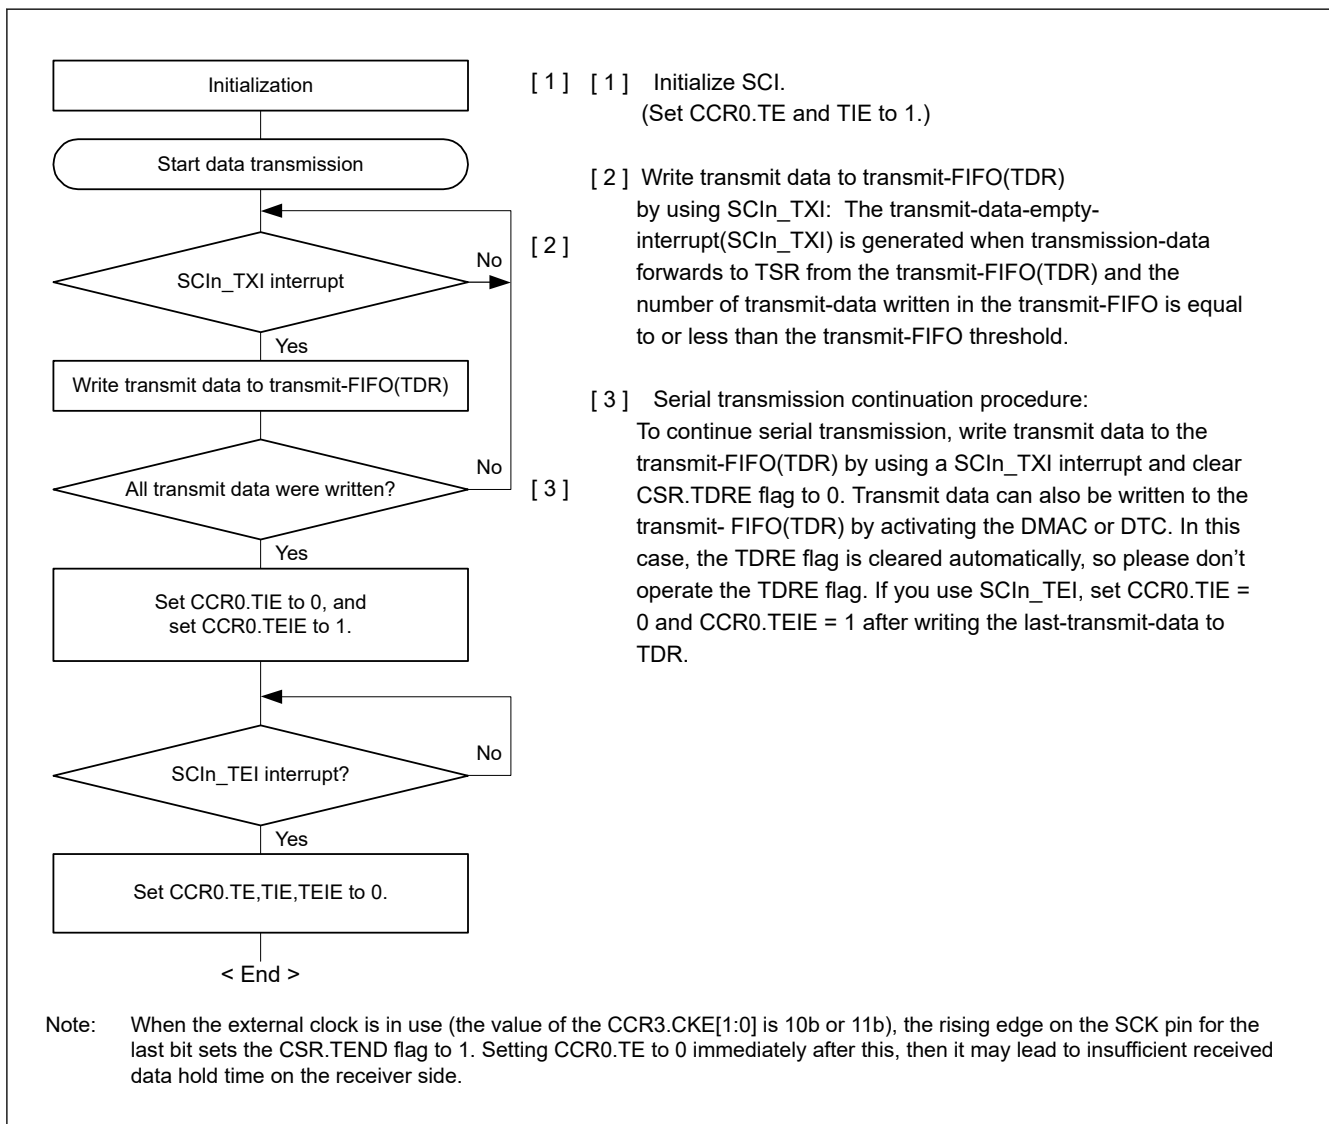 Initialization
[ 1 ]
Start data transmission
SCIn_TXI interrupt
No
[ 2 ]
Yes
Write transmit data to transmit-FIFO(TDR)
All transmit data were written?
No
[ 3 ]
Yes
Set CCR0.TIE to 0, and
set CCR0.TEIE to 1.
SCIn_TEI interrupt?
No
Yes
Set CCR0.TE,TIE,TEIE to 0.
< End >
[ 1 ] Initialize SCI.
(Set CCR0.TE and TIE to 1.)
[ 2 ] Write transmit data to transmit-FIFO(TDR)
by using SCIn_TXI: The transmit-data-empty-
interrupt(SCIn_TXI) is generated when transmission-data
forwards to TSR from the transmit-FIFO(TDR) and the
number of transmit-data written in the transmit-FIFO is equal
to or less than the transmit-FIFO threshold.
[ 3 ] Serial transmission continuation procedure:
To continue serial transmission, write transmit data to the
transmit-FIFO(TDR) by using a SCIn_TXI interrupt and clear
CSR.TDRE flag to 0. Transmit data can also be written to the
transmit- FIFO(TDR) by activating the DMAC or DTC. In this
case, the TDRE flag is cleared automatically, so please don't
operate the TDRE flag. If you use SCIn_TEI, set CCR0.TIE =
0 and CCR0.TEIE = 1 after writing the last-transmit-data to
TDR.
Note: When the external clock is in use (the value of the CCR3.CKE[1:0] is 10b or 11b), the rising edge on the SCK pin for the
last bit sets the CSR.TEND flag to 1. Setting CCR0.TE to 0 immediately after this, then it may lead to insufficient received
data hold time on the receiver side.